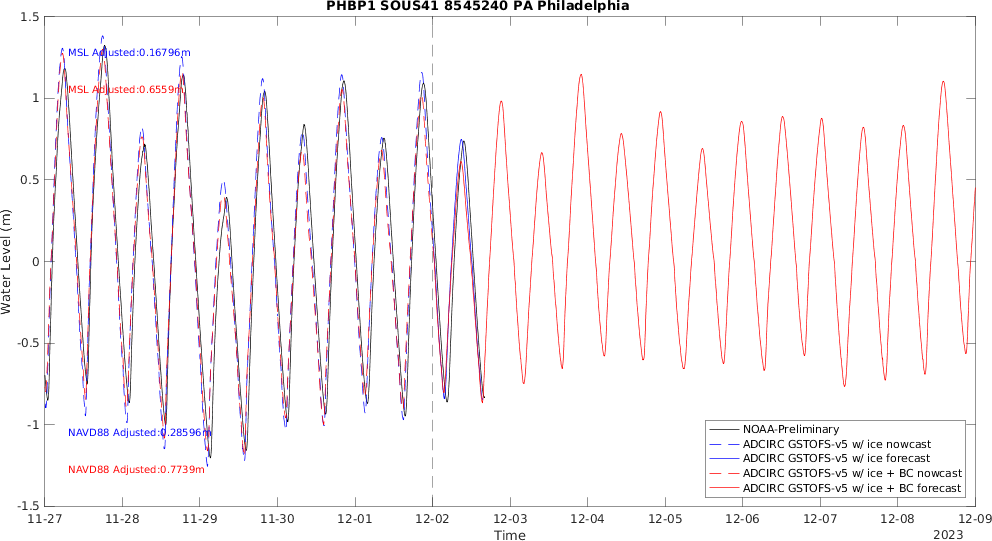 PHBP1 SOUS41 8545240 PA Philadelphia
MSL Adjusted:0.16796m
MSL Adjusted:0.6559m
NAVD88 Adjusted:0.28596m
NAVD88 Adjusted:0.7739m
Water Level (m)
1.5
1
0.5
0
-0.5
-1
-1.5
NOAA-Preliminary
ADCIRC GSTOFS-v5 w/ ice nowcast
ADCIRC GSTOFS-v5 w/ ice forecast
ADCIRC GSTOFS-v5 w/ ice + BC nowcast
ADCIRC GSTOFS-v5 w/ ice + BC forecast
11-27 11-28 11-29 11-30 12-01 12-02 12-03 12-04 12-05 12-06 12-07 12-08 12-09
Time
2023